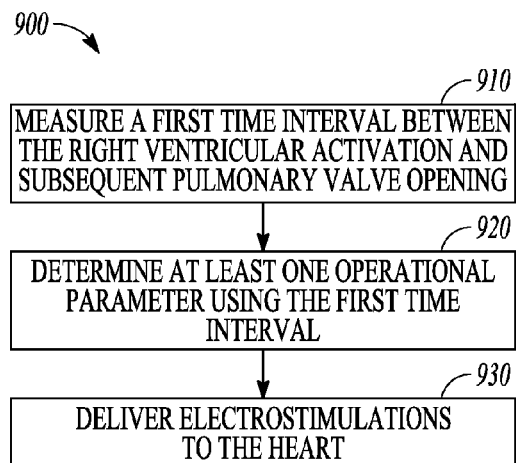 900
910
MEASURE A FIRST TIME INTERVAL BETWEEN
THE RIGHT VENTRICULAR ACTIVATION AND
SUBSEQUENT PULMONARY VALVE OPENING
920
DETERMINE AT LEAST ONE OPERATIONAL
PARAMETER USING THE FIRST TIME
INTERVAL
930
DELIVER ELECTROSTIMULATIONS
TO THE HEART